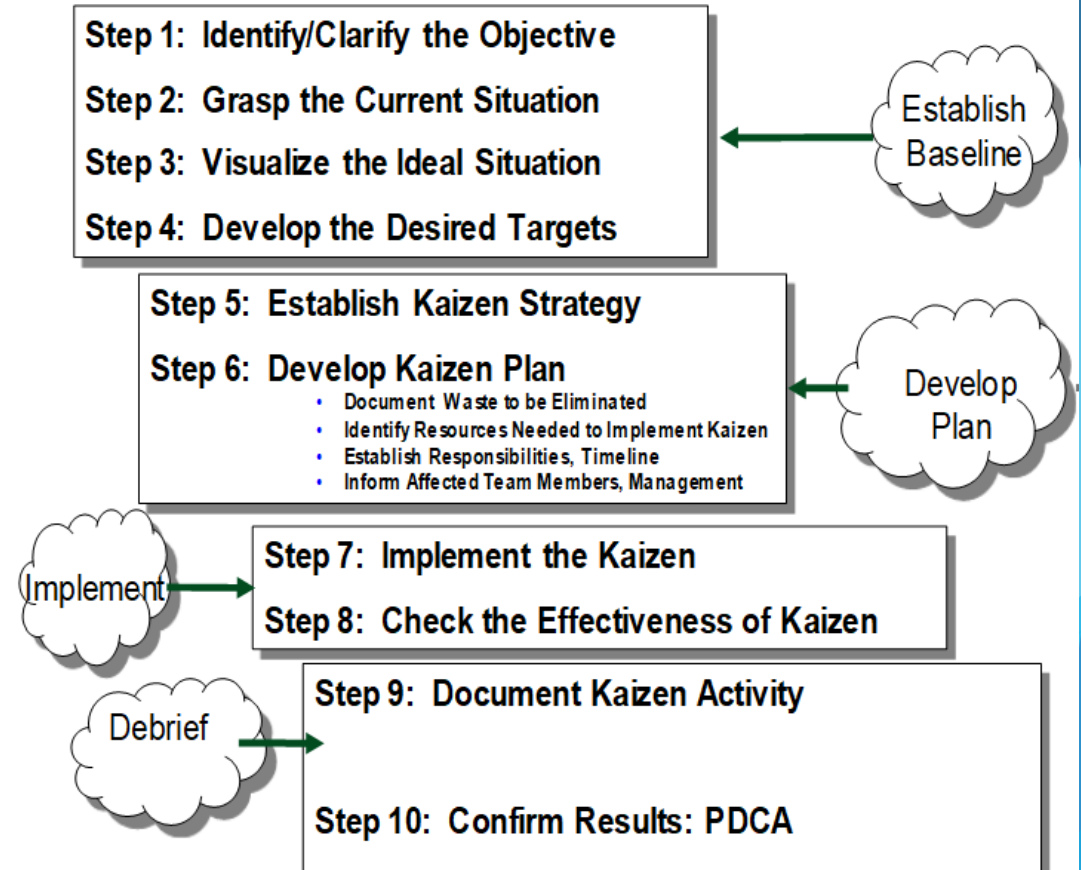 Step 1: Identify/Clarify the Objective
Step 2: Grasp the Current Situation
Step 3: Visualize the Ideal Situation
Step 4: Develop the Desired Targets
Establish
Baseline
Step 5: Establish Kaizen Strategy
Step 6: Develop Kaizen Plan
• Document Waste to be Eliminated
• Identify Resources Needed to Implement Kaizen
• Establish Responsibilities, Timeline
• Inform Affected Team Members, Management
Develop
Plan
Implement
Step 7: Implement the Kaizen
Step 8: Check the Effectiveness of Kaizen
Debrief
Step 9: Document Kaizen Activity
Step 10: Confirm Results: PDCA